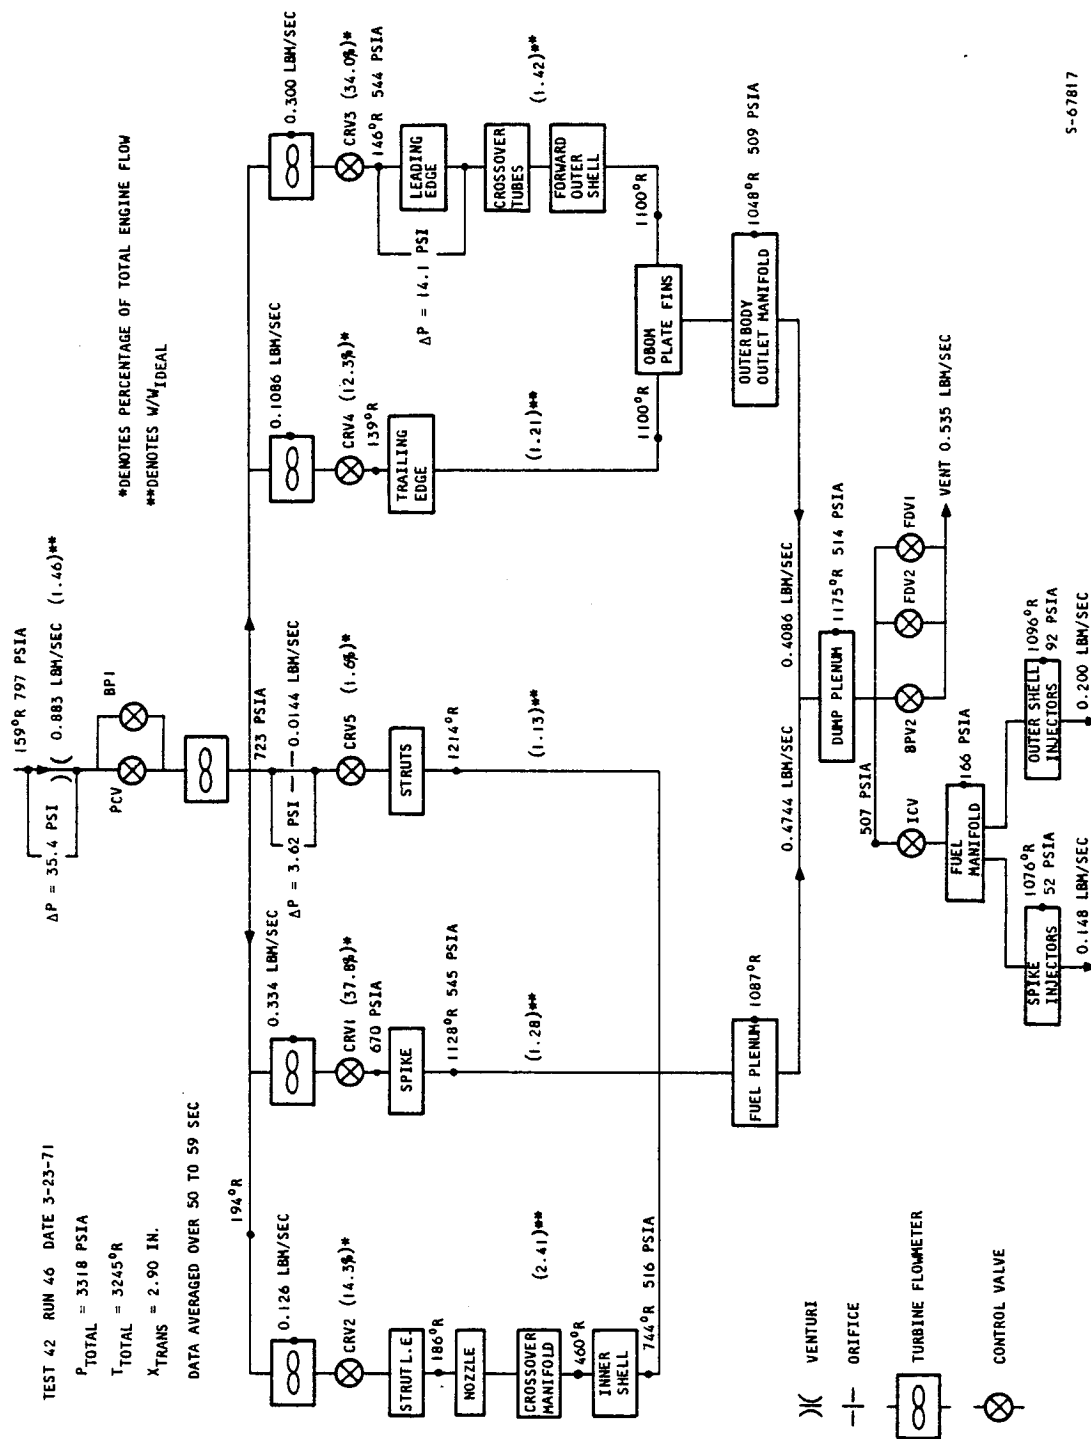 TEST 42 RUN 46 DATE 3-23-71
P TOTAL = 3318 PSIA
T TOTAL = 3245°R
X TRANS = 2.90 IN.
DATA AVERAGED OVER 50 TO 59 SEC
159°R 797 PSIA
ΔP = 35.4 PSI
0.883 LBM/SEC (1.46)**
PCV
BPI
*DENOTES PERCENTAGE OF TOTAL ENGINE FLOW
**DENOTES W/W IDEAL
194°R
723 PSIA
0.126 LBM/SEC
CRV2 (14.3%)*
STRUT L.E.
186°R
NOZZLE
(2.41)**
CROSSOVER
MANIFOLD
460°R
INNER
SHELL
744°R 516 PSIA
0.334 LBM/SEC
CRV1 (37.8%)*
670 PSIA
SPIKE
1128°R 545 PSIA
(1.28)**
ΔP = 3.62 PSI
0.0144 LBM/SEC
CRV5 (1.6%)*
STRUTS
1214°R
(1.13)**
0.1086 LBM/SEC
CRV4 (12.3%)*
139°R
TRAILING
EDGE
(1.21)**
1100°R
0.300 LBM/SEC
CRV3 (34.0%)*
146°R 544 PSIA
LEADING
EDGE
ΔP = 14.1 PSI
CROSSOVER
TUBES
(1.42)**
FORWARD
OUTER
SHELL
1100°R
OBOM
PLATE FINS
FUEL PLENUM
1087°R
OUTERBODY
OUTLET MANIFOLD
1048°R 509 PSIA
0.4744 LBM/SEC
0.4086 LBM/SEC
DUMP PLENUM
1175°R 514 PSIA
507 PSIA
ICV
BPV2
FDV2
FDV1
VENT 0.535 LBM/SEC
FUEL
MANIFOLD
166 PSIA
SPIKE
INJECTORS
1076°R
52 PSIA
0.148 LBM/SEC
OUTER SHELL
INJECTORS
1096°R
92 PSIA
0.200 LBM/SEC
VENTURI
ORIFICE
TURBINE FLOWMETER
CONTROL VALVE
S-67817